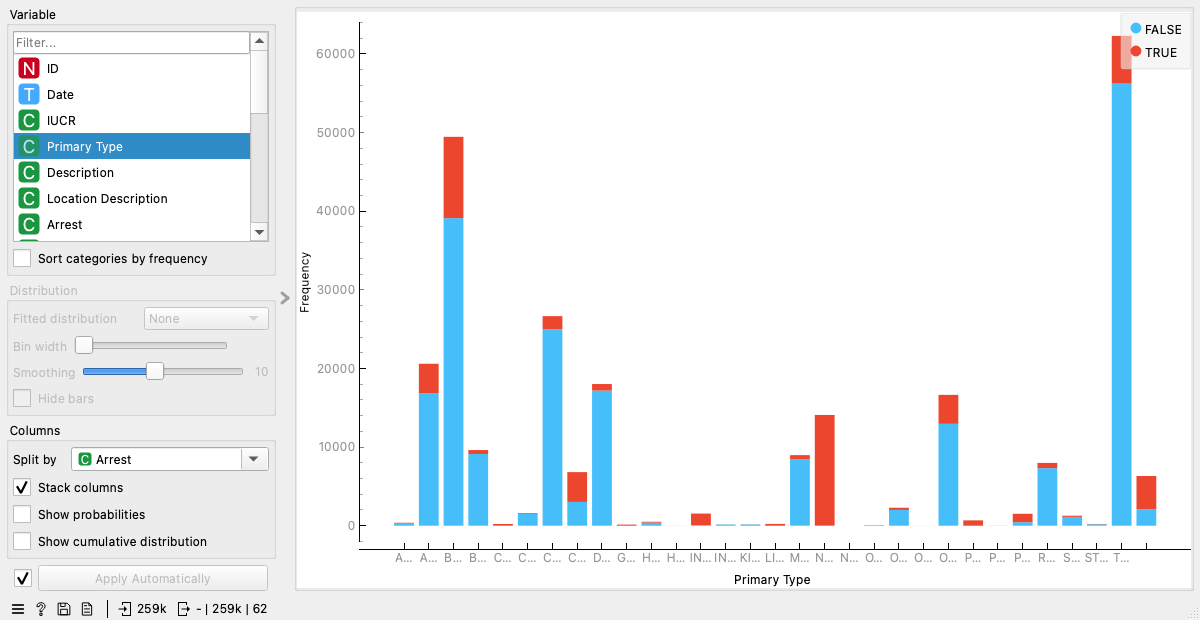 Variable
Filter...
N ID
T Date
C IUCR
C Primary Type
C Description
C Location Description
C Arrest
Sort categories by frequency
Distribution
Fitted distribution None
Bin width
Smoothing 10
Hide bars
Columns
Split by C Arrest
Stack columns
Show probabilities
Show cumulative distribution
Apply Automatically
? 259k - | 259k | 62
FALSE
TRUE
60000
50000
40000
30000
20000
10000
0
Frequency
A... A... B... B... C... C... C... C... D... G... H... H... IN... IN... KI... LI... M... N... N... O... O... O... O... P... P... P... R... S... ST... T...
Primary Type